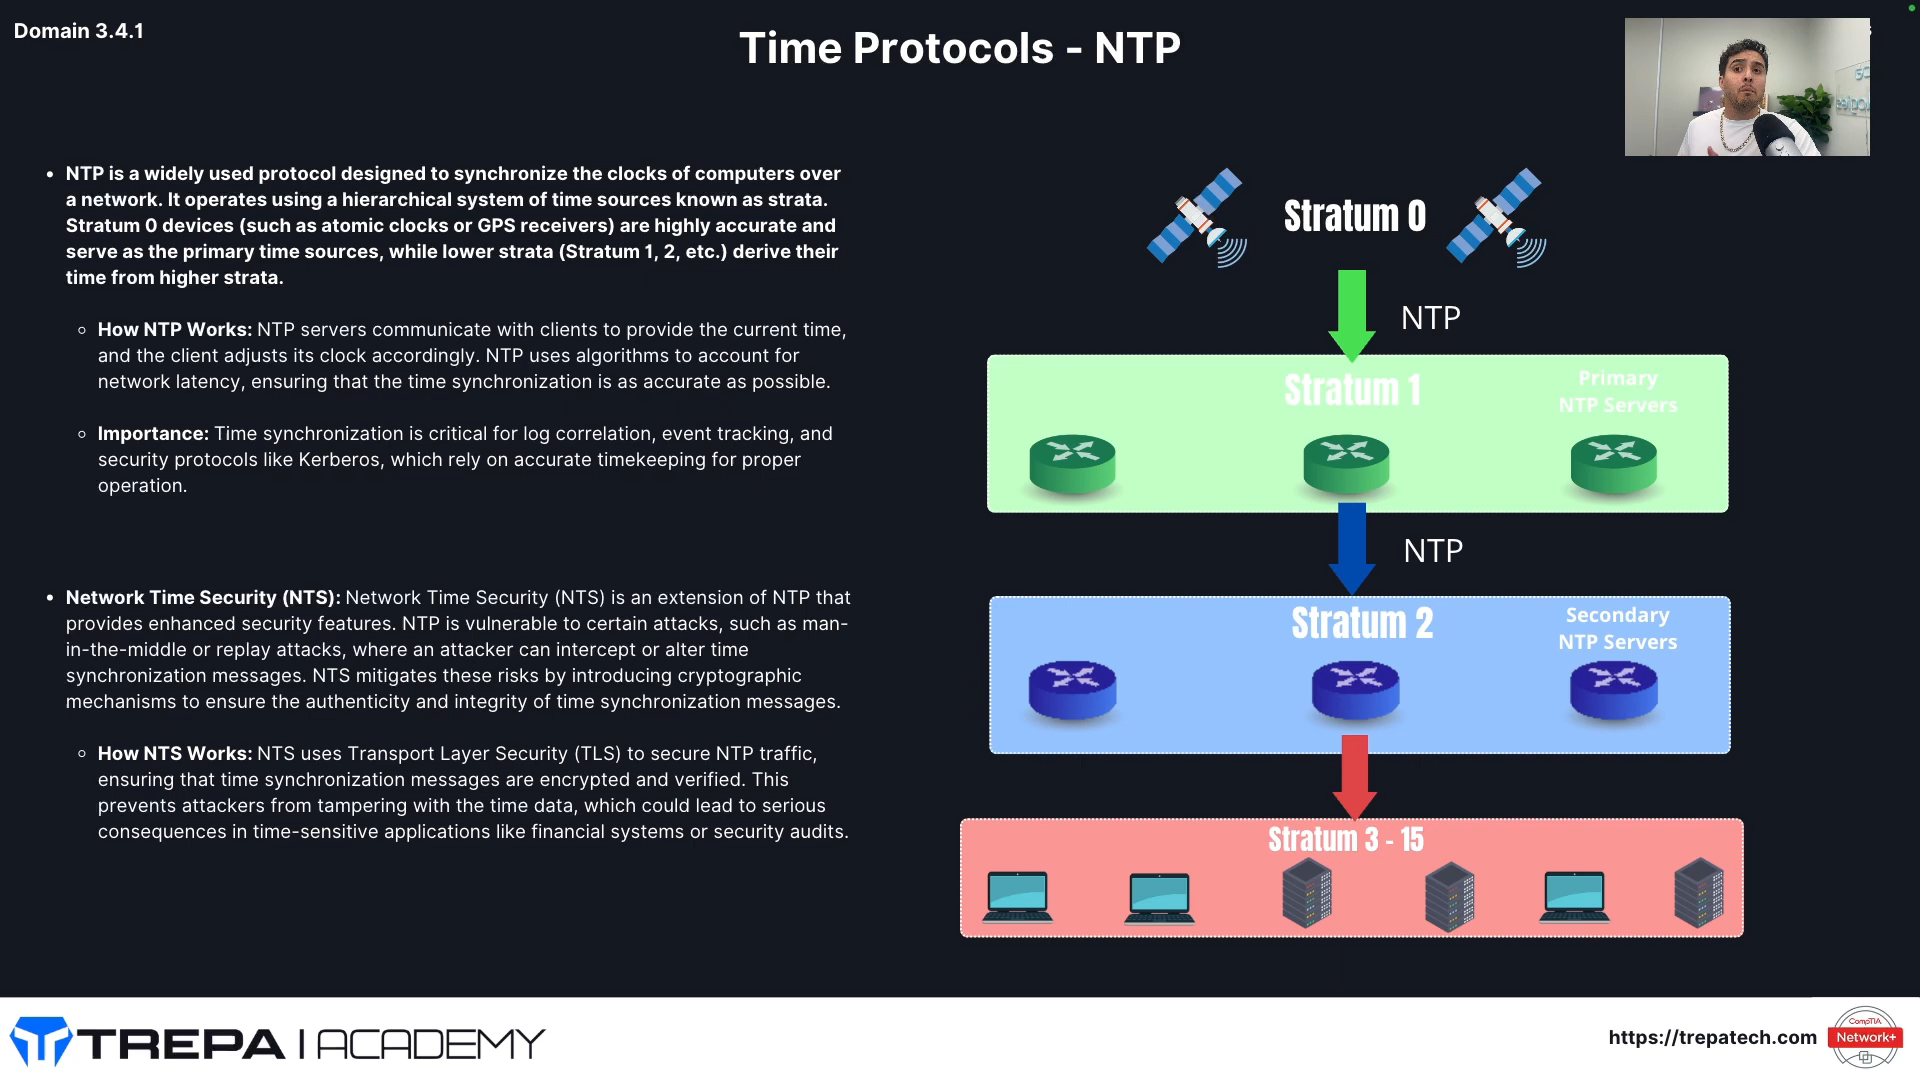 Domain 3.4.1
Time Protocols - NTP
• NTP is a widely used protocol designed to synchronize the clocks of computers over
a network. It operates using a hierarchical system of time sources known as strata.
Stratum 0 devices (such as atomic clocks or GPS receivers) are highly accurate and
serve as the primary time sources, while lower strata (Stratum 1, 2, etc.) derive their
time from higher strata.
◦ How NTP Works: NTP servers communicate with clients to provide the current time,
and the client adjusts its clock accordingly. NTP uses algorithms to account for
network latency, ensuring that the time synchronization is as accurate as possible.
◦ Importance: Time synchronization is critical for log correlation, event tracking, and
security protocols like Kerberos, which rely on accurate timekeeping for proper
operation.
• Network Time Security (NTS): Network Time Security (NTS) is an extension of NTP that
provides enhanced security features. NTP is vulnerable to certain attacks, such as man-
in-the-middle or replay attacks, where an attacker can intercept or alter time
synchronization messages. NTS mitigates these risks by introducing cryptographic
mechanisms to ensure the authenticity and integrity of time synchronization messages.
◦ How NTS Works: NTS uses Transport Layer Security (TLS) to secure NTP traffic,
ensuring that time synchronization messages are encrypted and verified. This
prevents attackers from tampering with the time data, which could lead to serious
consequences in time-sensitive applications like financial systems or security audits.
Stratum 0
NTP
Stratum 1
Primary
NTP Servers
NTP
Stratum 2
Secondary
NTP Servers
Stratum 3 - 15
TREPA | ACADEMY
https://trepatech.com
CompTIA
Network+